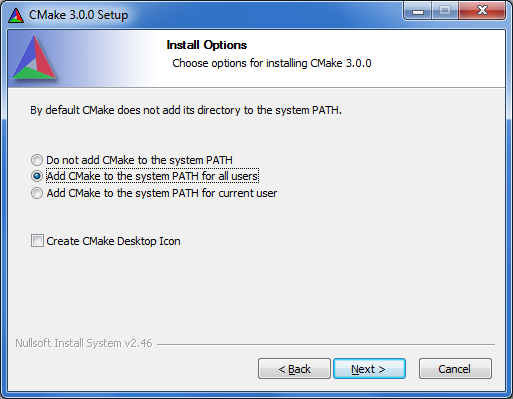 CMake 3.0.0 Setup
Install Options
Choose options for installing CMake 3.0.0
By default CMake does not add its directory to the system PATH.
Do not add CMake to the system PATH
Add CMake to the system PATH for all users
Add CMake to the system PATH for current user
Create CMake Desktop Icon
Nullsoft Install System v2.46
< Back Next > Cancel